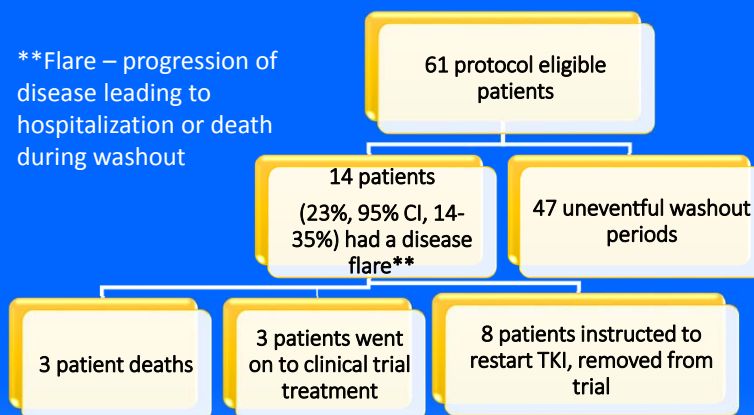 **Flare – progression of
disease leading to
hospitalization or death
during washout
61 protocol eligible
patients
14 patients
(23%, 95% CI, 14-
35%) had a disease
flare**
47 uneventful washout
periods
3 patient deaths
3 patients went
on to clinical trial
treatment
8 patients instructed to
restart TKI, removed from
trial